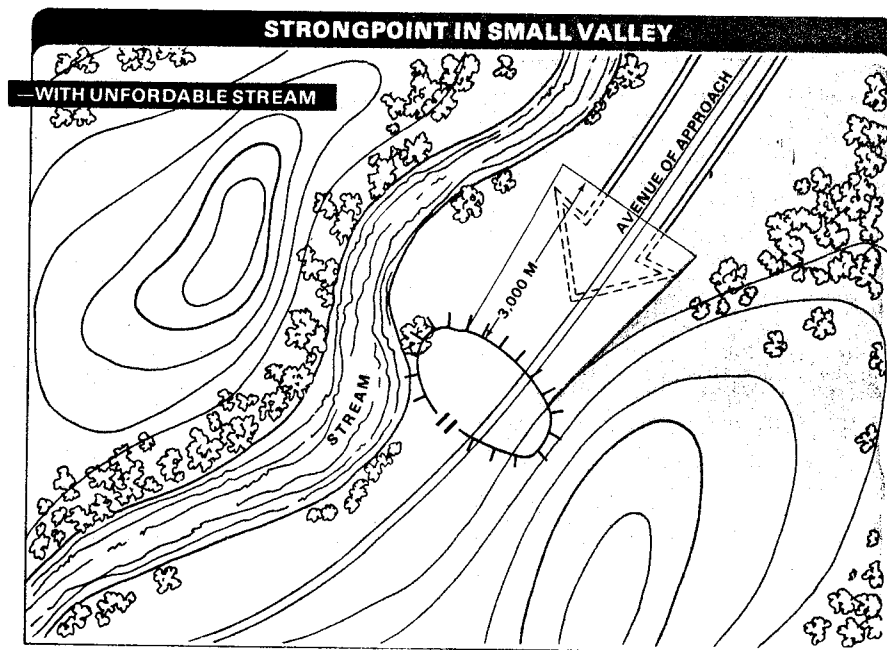 STRONGPOINT IN SMALL VALLEY
—WITH UNFORDABLE STREAM
AVENUE OF APPROACH
3,000 M
STREAM